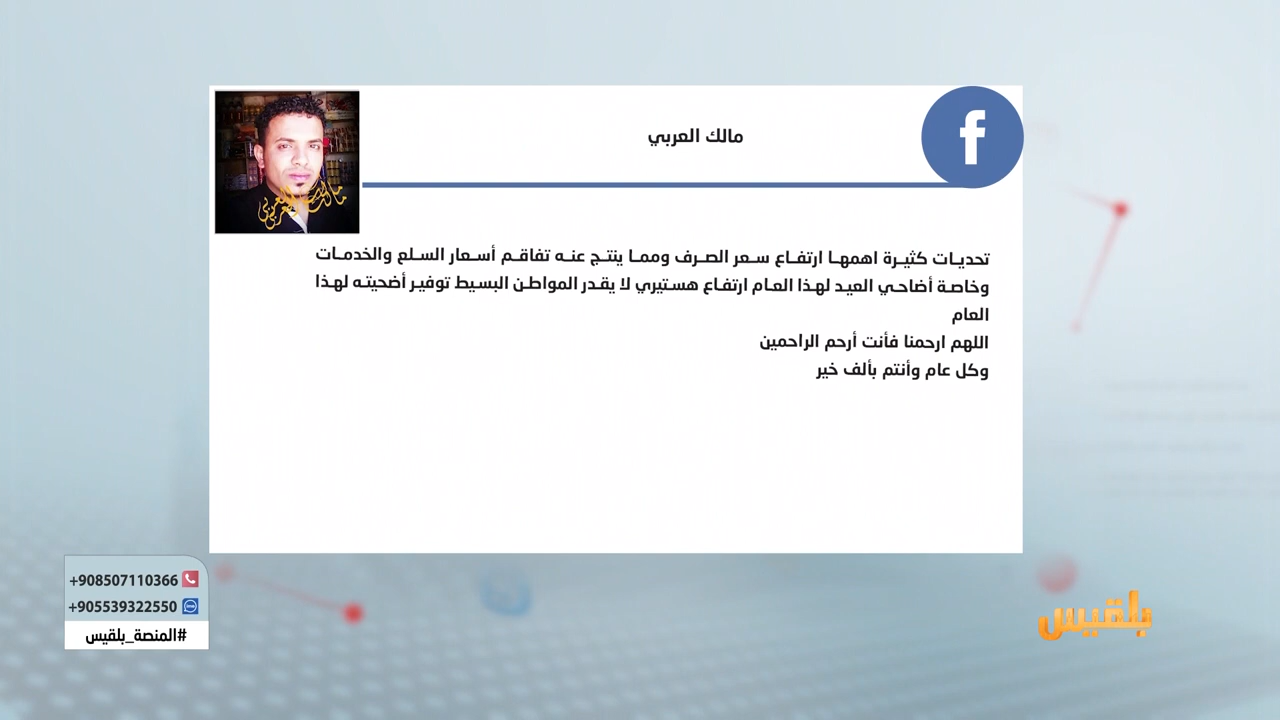 مالك العربي
مالك العربي
تحديات كثيرة اهمها ارتفاع سعر الصرف ومما ينتج عنه تفاقم أسعار السلع والخدمات
وخاصة أضاحي العيد لهذا العام ارتفاع هستيري لا يقدر المواطن البسيط توفير أضحيته لهذا
العام
اللهم ارحمنا فأنت أرحم الراحمين
وكل عام وأنتم بألف خير
+908507110366
+905539322550
#المنصة_بلقيس
بلقيس